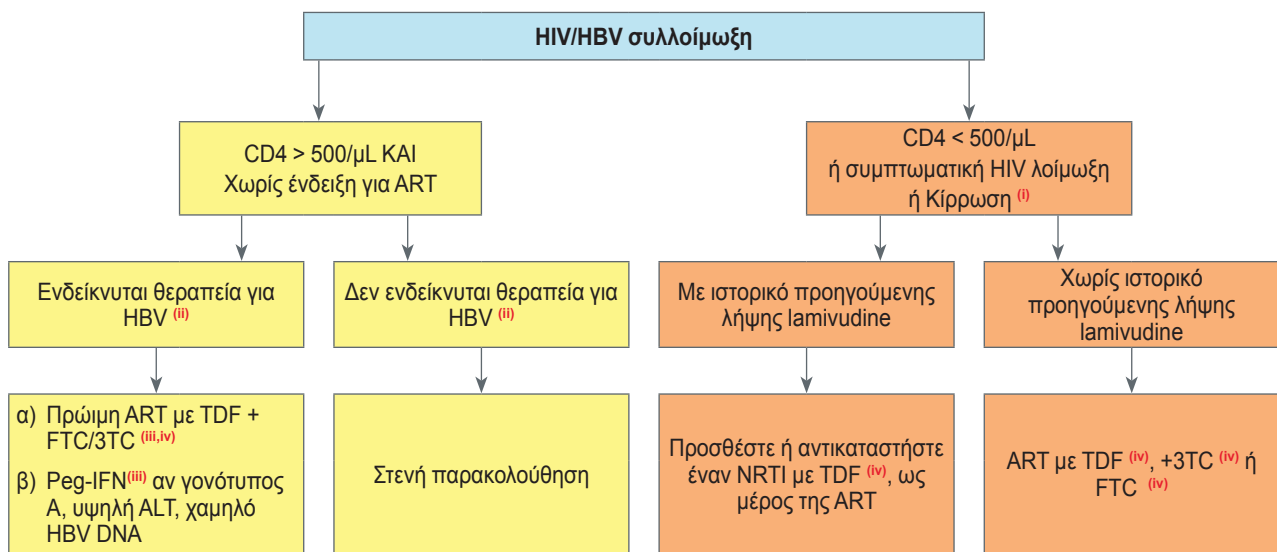 HIV/HBV συλλοίμωξη
CD4 > 500/μL ΚΑΙ
Χωρίς ένδειξη για ART
CD4 < 500/μL
ή συμπτωματική HIV λοίμωξη
ή Κίρρωση (i)
Ενδείκνυται θεραπεία για
HBV (ii)
Δεν ενδείκνυται θεραπεία για
HBV (ii)
Με ιστορικό προηγούμενης
λήψης lamivudine
Χωρίς ιστορικό
προηγούμενης λήψης
lamivudine
α) Πρώιμη ART με TDF +
FTC/3TC (iii,iv)
β) Peg-IFN(iii) αν γονότυπος
Α, υψηλή ALT, χαμηλό
HBV DNA
Στενή παρακολούθηση
Προσθέστε ή αντικαταστήστε
έναν NRTI με TDF (iv), ως
μέρος της ART
ART με TDF (iv), +3TC (iv) ή
FTC (iv)